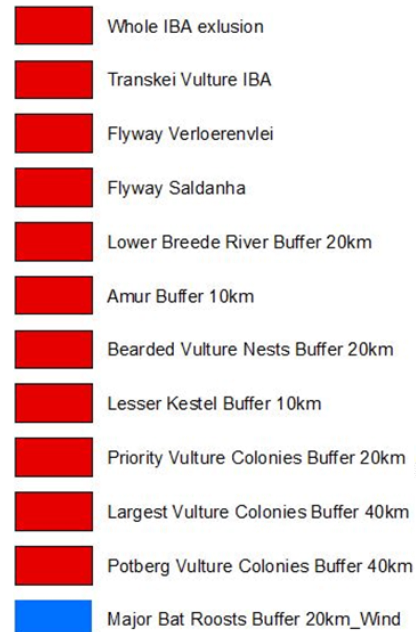 Whole IBA exlusion
Transkei Vulture IBA
Flyway Verloerenvlei
Flyway Saldanha
Lower Breede River Buffer 20km
Amur Buffer 10km
Bearded Vulture Nests Buffer 20km
Lesser Kestel Buffer 10km
Priority Vulture Colonies Buffer 20km
Largest Vulture Colonies Buffer 40km
Potberg Vulture Colonies Buffer 40km
Major Bat Roosts Buffer 20km_Wind